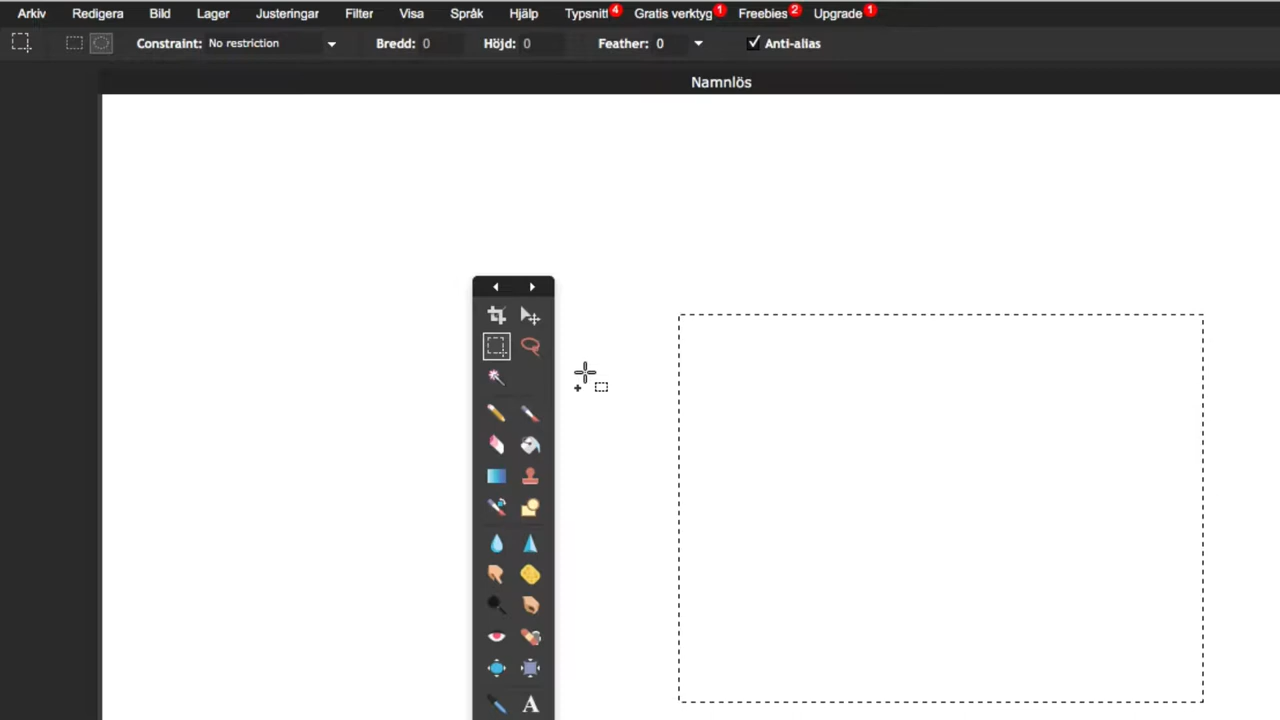 Arkiv Redigera Bild Lager Justeringar Filter Visa Språk Hjälp Typsnitt 4 Gratis verktyg 1 Freebies 2 Upgrade 1
Constraint: No restriction Bredd: 0 Höjd: 0 Feather: 0 Anti-alias
Namnlös
A